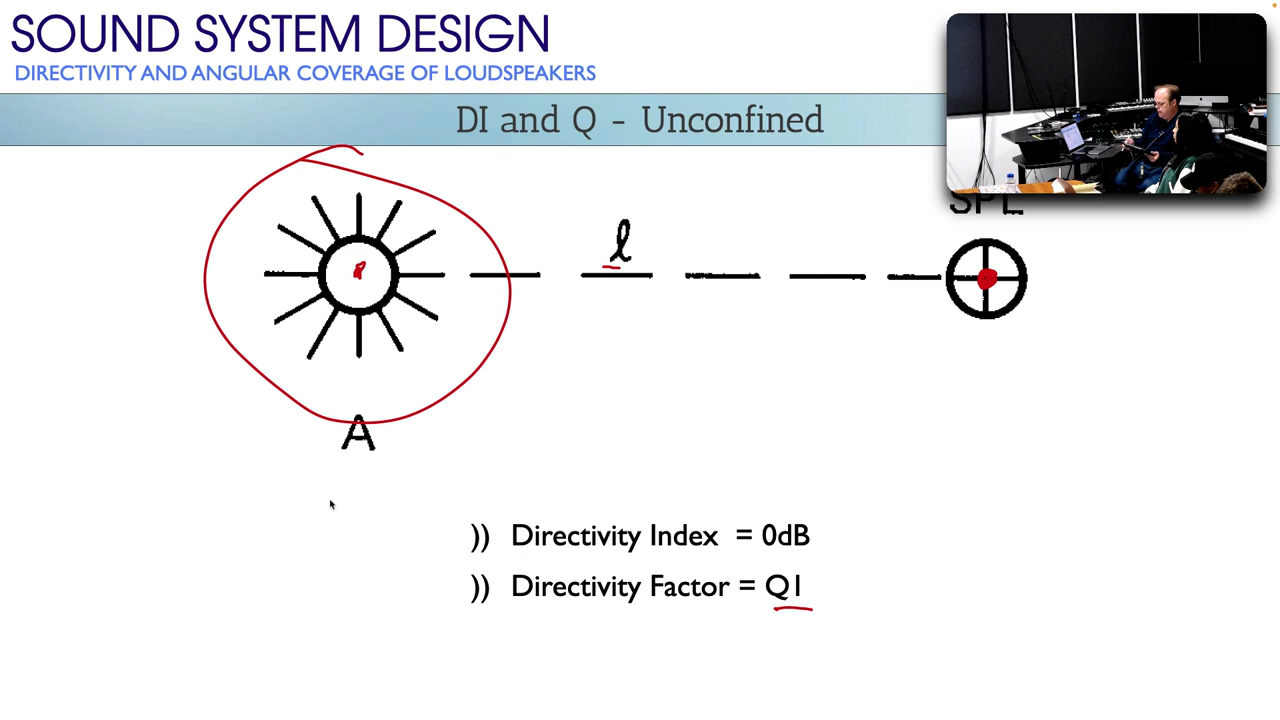 SOUND SYSTEM DESIGN
DIRECTIVITY AND ANGULAR COVERAGE OF LOUDSPEAKERS
DI and Q - Unconfined
SPL
l
A
)) Directivity Index = 0dB
)) Directivity Factor = Q1